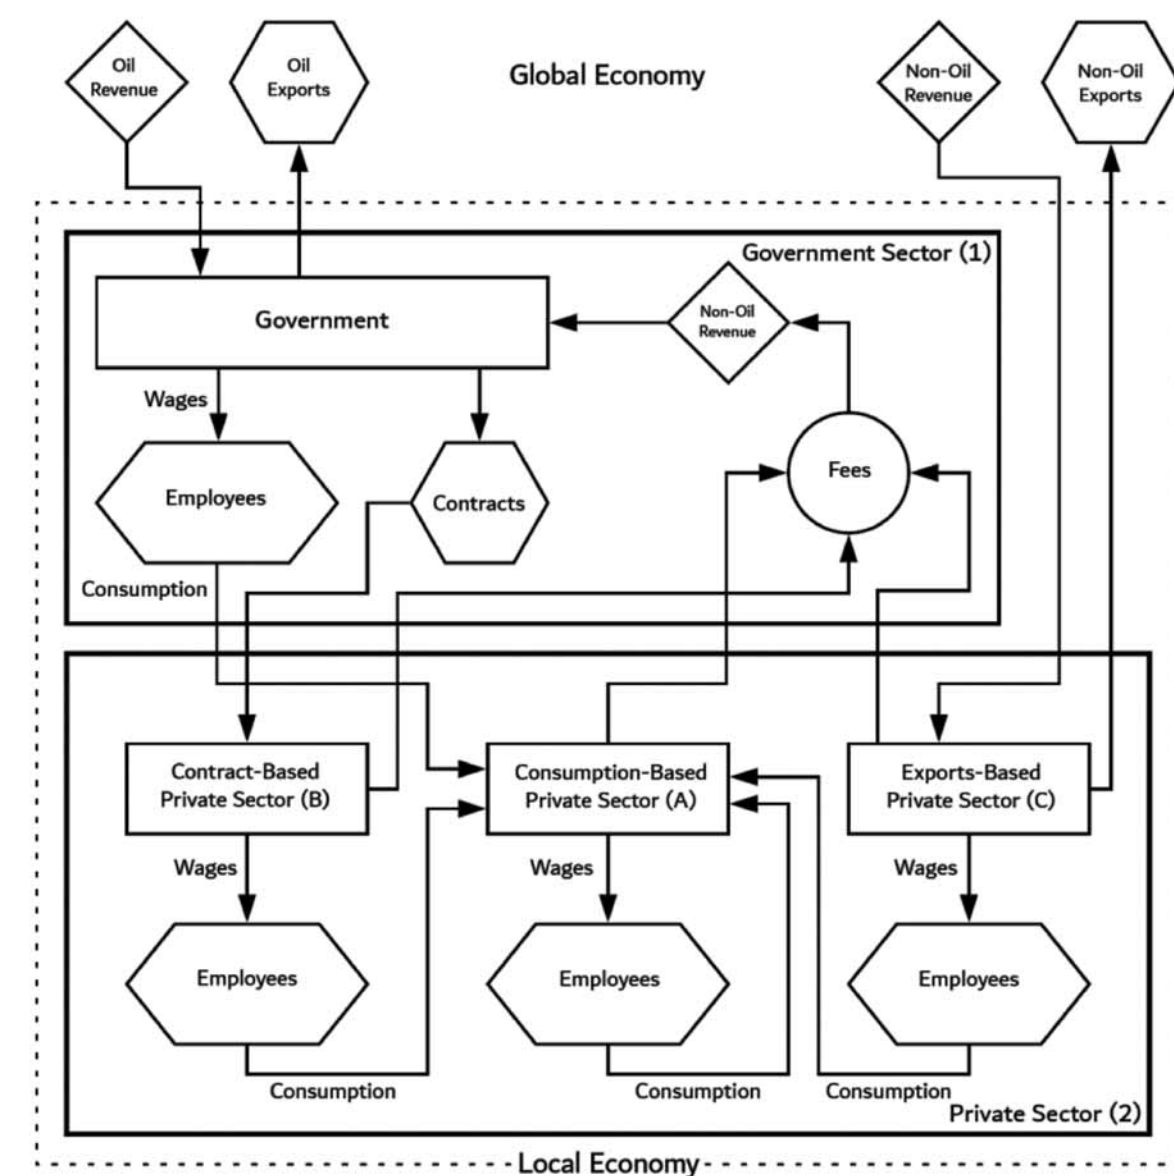 Oil
Revenue
Oil
Exports
Global Economy
Non-Oil
Revenue
Non-Oil
Exports
Government Sector (1)
Government
Non-Oil
Revenue
Wages
Employees
Contracts
Fees
Consumption
Contract-Based
Private Sector (B)
Consumption-Based
Private Sector (A)
Exports-Based
Private Sector (C)
Wages
Wages
Wages
Employees
Employees
Employees
Consumption
Consumption
Consumption
Private Sector (2)
Local Economy